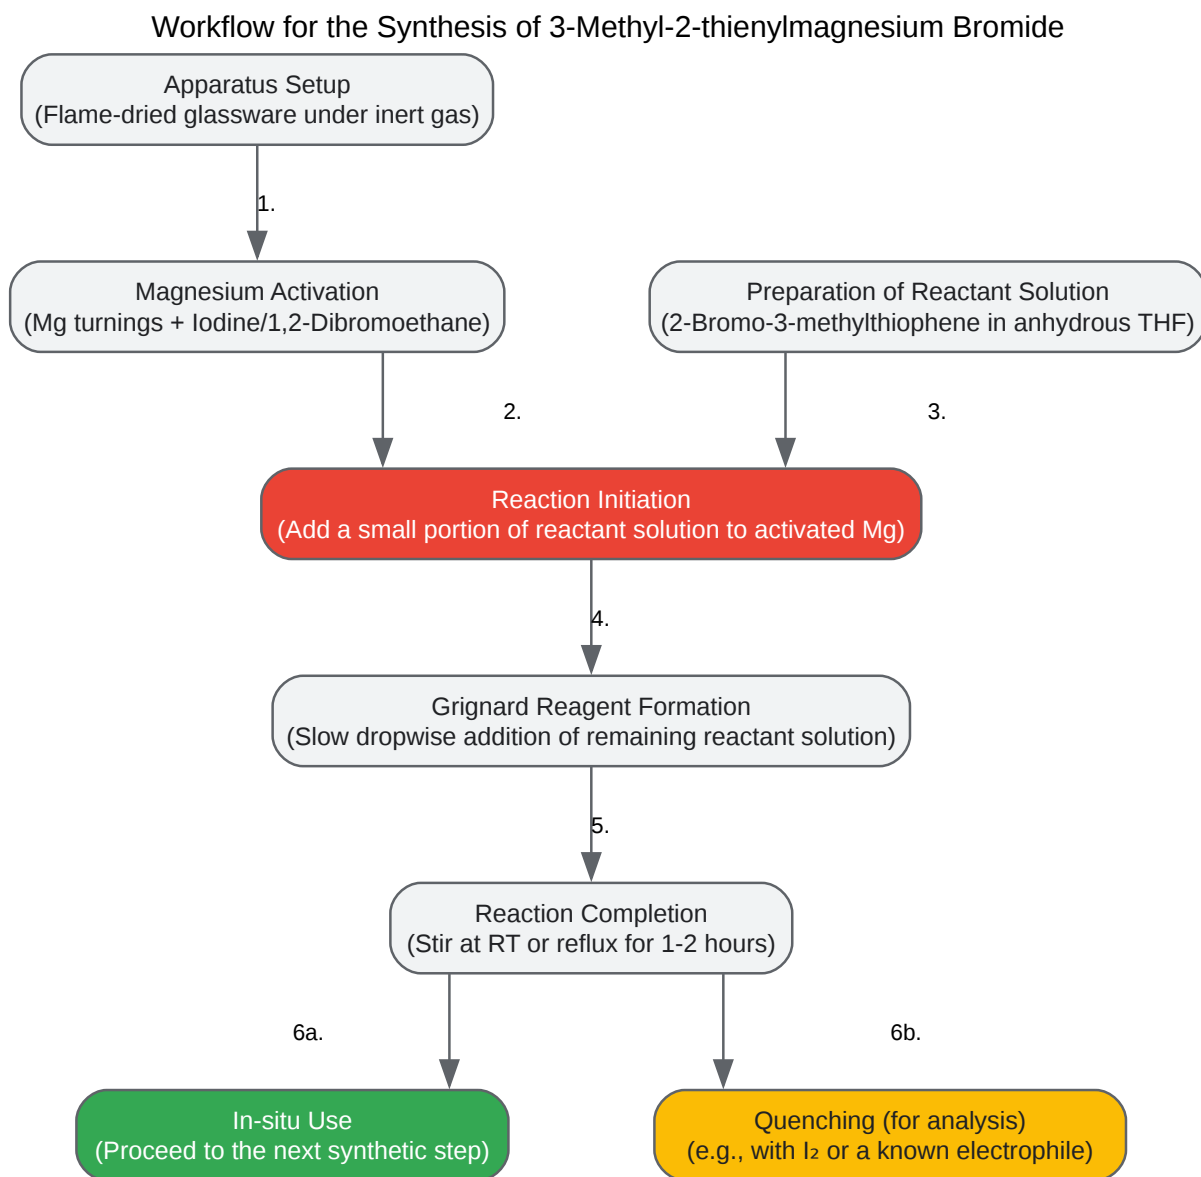 Workflow for the Synthesis of 3-Methyl-2-thienylmagnesium Bromide
Apparatus Setup
(Flame-dried glassware under inert gas)
1.
Magnesium Activation
(Mg turnings + Iodine/1,2-Dibromoethane)
Preparation of Reactant Solution
(2-Bromo-3-methylthiophene in anhydrous THF)
2.
3.
Reaction Initiation
(Add a small portion of reactant solution to activated Mg)
4.
Grignard Reagent Formation
(Slow dropwise addition of remaining reactant solution)
5.
Reaction Completion
(Stir at RT or reflux for 1-2 hours)
6a.
6b.
In-situ Use
(Proceed to the next synthetic step)
Quenching (for analysis)
(e.g., with I₂ or a known electrophile)